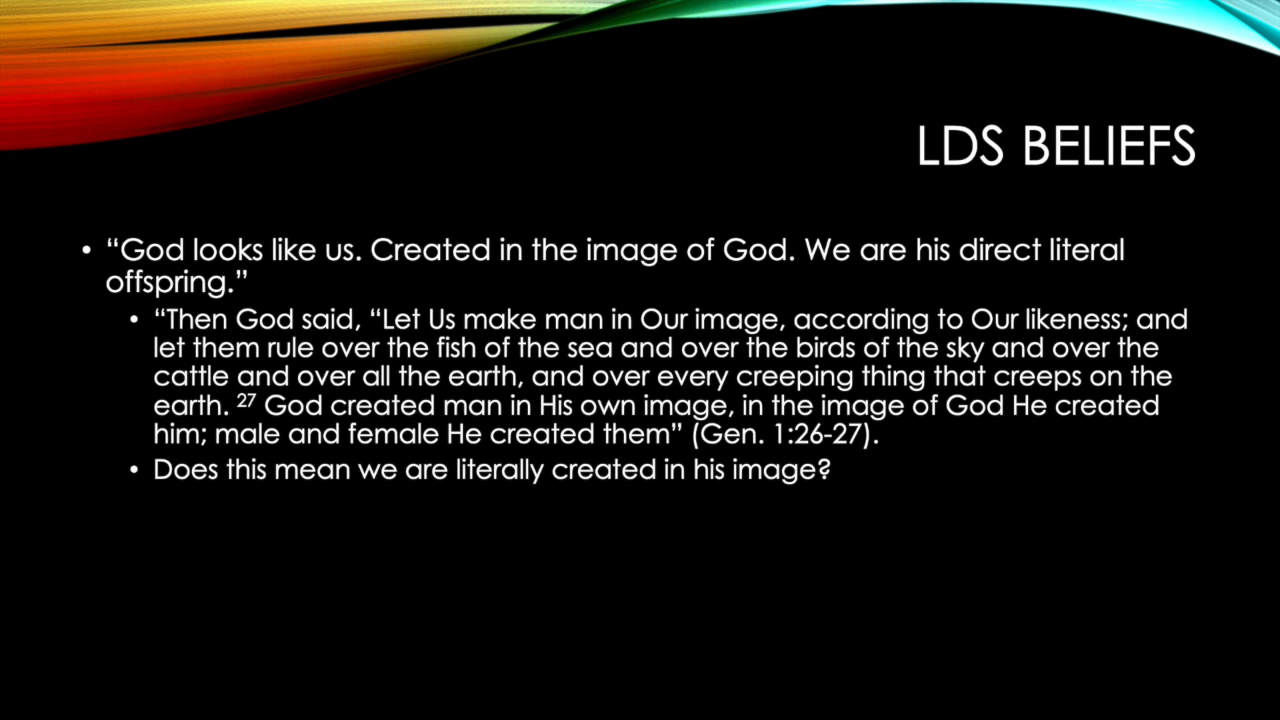 LDS BELIEFS
• “God looks like us. Created in the image of God. We are his direct literal
offspring.”
• “Then God said, “Let Us make man in Our image, according to Our likeness; and
let them rule over the fish of the sea and over the birds of the sky and over the
cattle and over all the earth, and over every creeping thing that creeps on the
earth. ²⁷ God created man in His own image, in the image of God He created
him; male and female He created them” (Gen. 1:26-27).
• Does this mean we are literally created in his image?